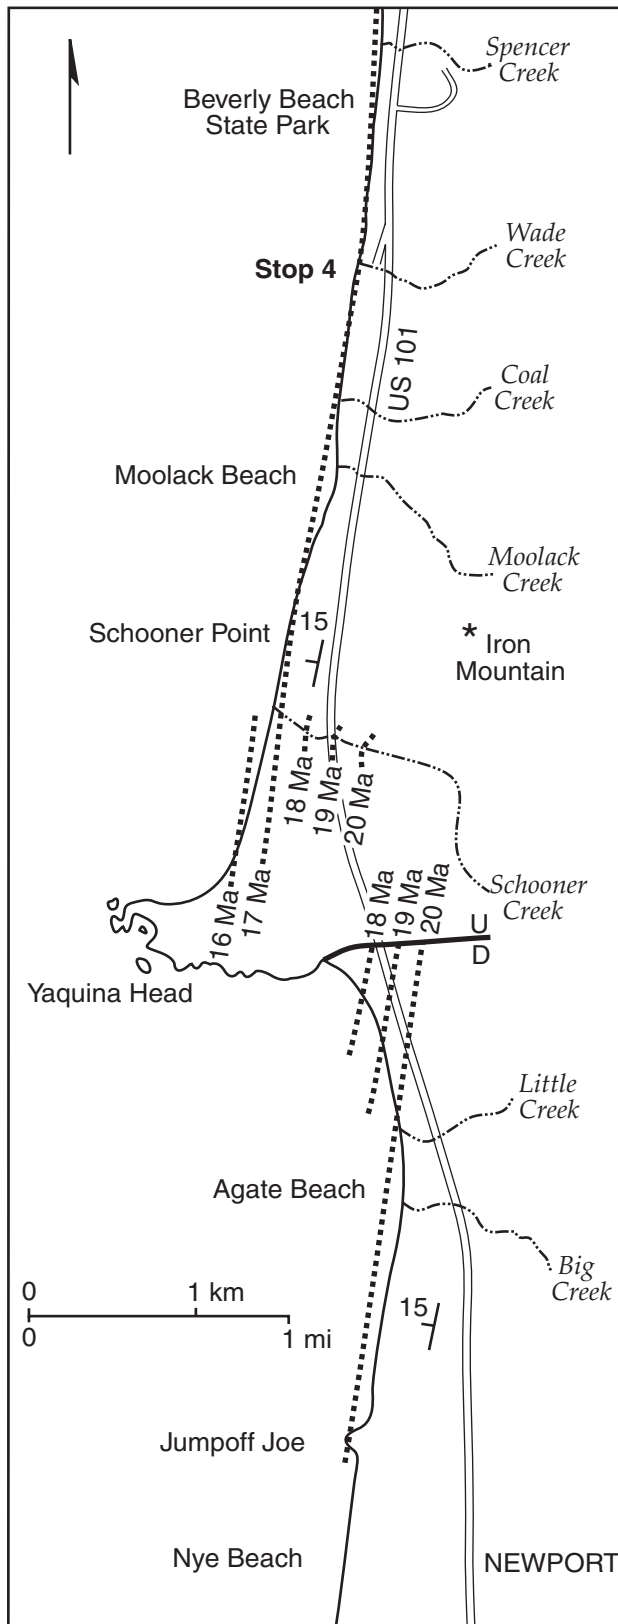 Spencer
Creek
Beverly Beach
State Park
Wade
Creek
Stop 4
US 101
Coal
Creek
Moolack Beach
Moolack
Creek
Schooner Point
15
* Iron
Mountain
18 Ma
19 Ma
20 Ma
16 Ma
17 Ma
18 Ma
19 Ma
20 Ma
Schooner
Creek
U
D
Yaquina Head
Little
Creek
Agate Beach
Big
Creek
0
1 km
0
1 mi
15
Jumpoff Joe
Nye Beach
NEWPORT